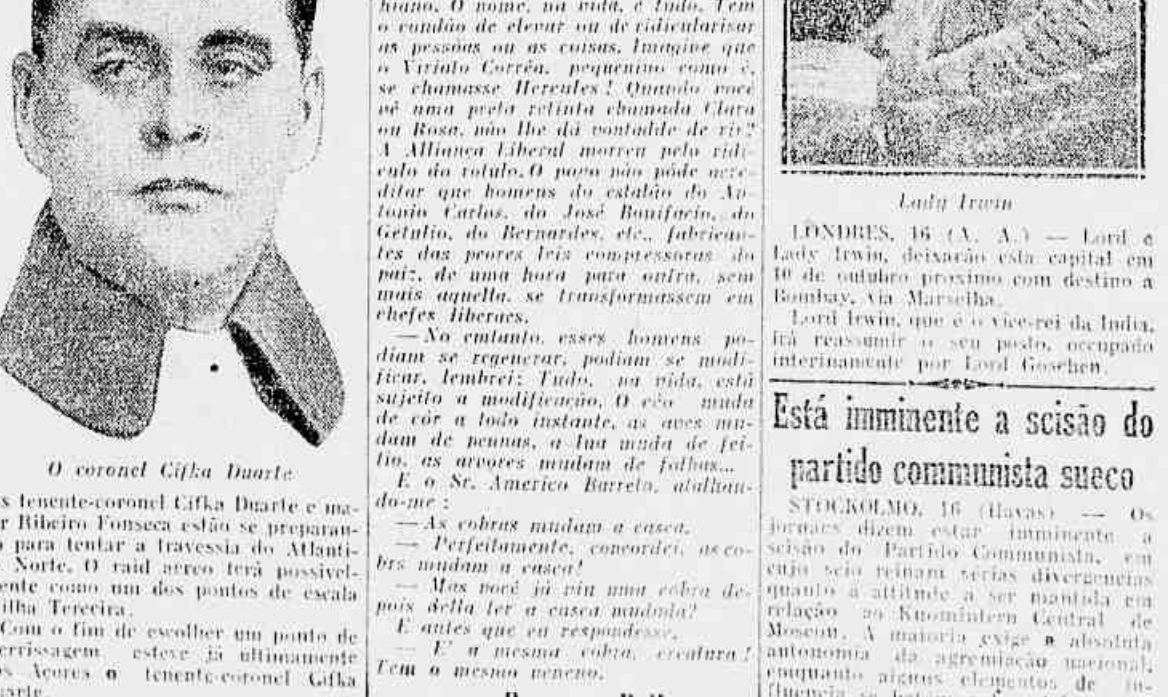 O coronel Cifka Duarte
s tenente-coronel Cifka Duarte e ma-
r Ribeiro Fonseca estão se preparan-
o para tentar a travessia do Atlanti-
Norte. O raid aereo terá possivel-
ente como um dos pontos de escala
ilha Terceira.
Com o fim de escolher um ponto de
errissagem esteve já ultimamente
os Açores o tenente-coronel Cifka
uarte.
hiano. O nome, na vida, é tudo. Tem
o condão de elevar ou de ridicularisar
as pessôas ou as coisas. Imagine que
o Viriato Corrêa, pequenino como é,
se chamasse Hercules! Quando você
vê uma preta retinta chamada Clara
ou Rosa, não lhe dá vontadde de rir?
A Alliança Liberal morreu pelo ridi-
culo do rotulo. O povo não póde acre-
ditar que homens do estalão do An-
tonio Carlos, do José Bonifacio, do
Getulio, do Bernardes, etc., fabrican-
tes das peores leis compressoras do
paiz, de uma hora para outra, sem
mais aquella, se transformassem em
chefes liberaes.
— No emtanto, esses homens po-
diam se regenerar, podiam se modi-
ficar, lembrei; Tudo, na vida, está
sujeito a modificação. O céo muda
de côr a todo instante, as aves mu-
dam de pennas, a lua muda de fei-
tio, as arvores mudam de folhas...
E o Sr. Americo Barreto, atalhan-
do-me:
— As cobras mudam a casca.
— Perfeitamente, concordei, as co-
brs mudam a casca!
— Mas você já viu uma cobra de-
pois della ter a casca mudada?
E antes que eu respondesse.
— E' a mesma cobra, creatura!
Tem o mesmo veneno.
Lady Irwin
LONDRES, 16 (A. A.) — Lord e
Lady Irwin, deixarão esta capital em
10 de outubro proximo com destino a
Bombay, via Marselha.
Lord Irwin, que é o vice-rei da India,
irá reassumir o seu posto, occupado
interinamente por Lord Goschen.
Está imminente a scisão do
partido communista sueco
STOCKOLMO, 16 (Havas) — Os
jornaes dizem estar imminente a
scisão do Partido Communista, em
cujo seio reinam sérias divergencias
quanto á attitude a ser mantida em
relação ao Kuomintern Central de
Moscou. A maioria exige a absoluta
autonomia da agremiação nacional,
emquanto alguns elementos de in-
fluencia se